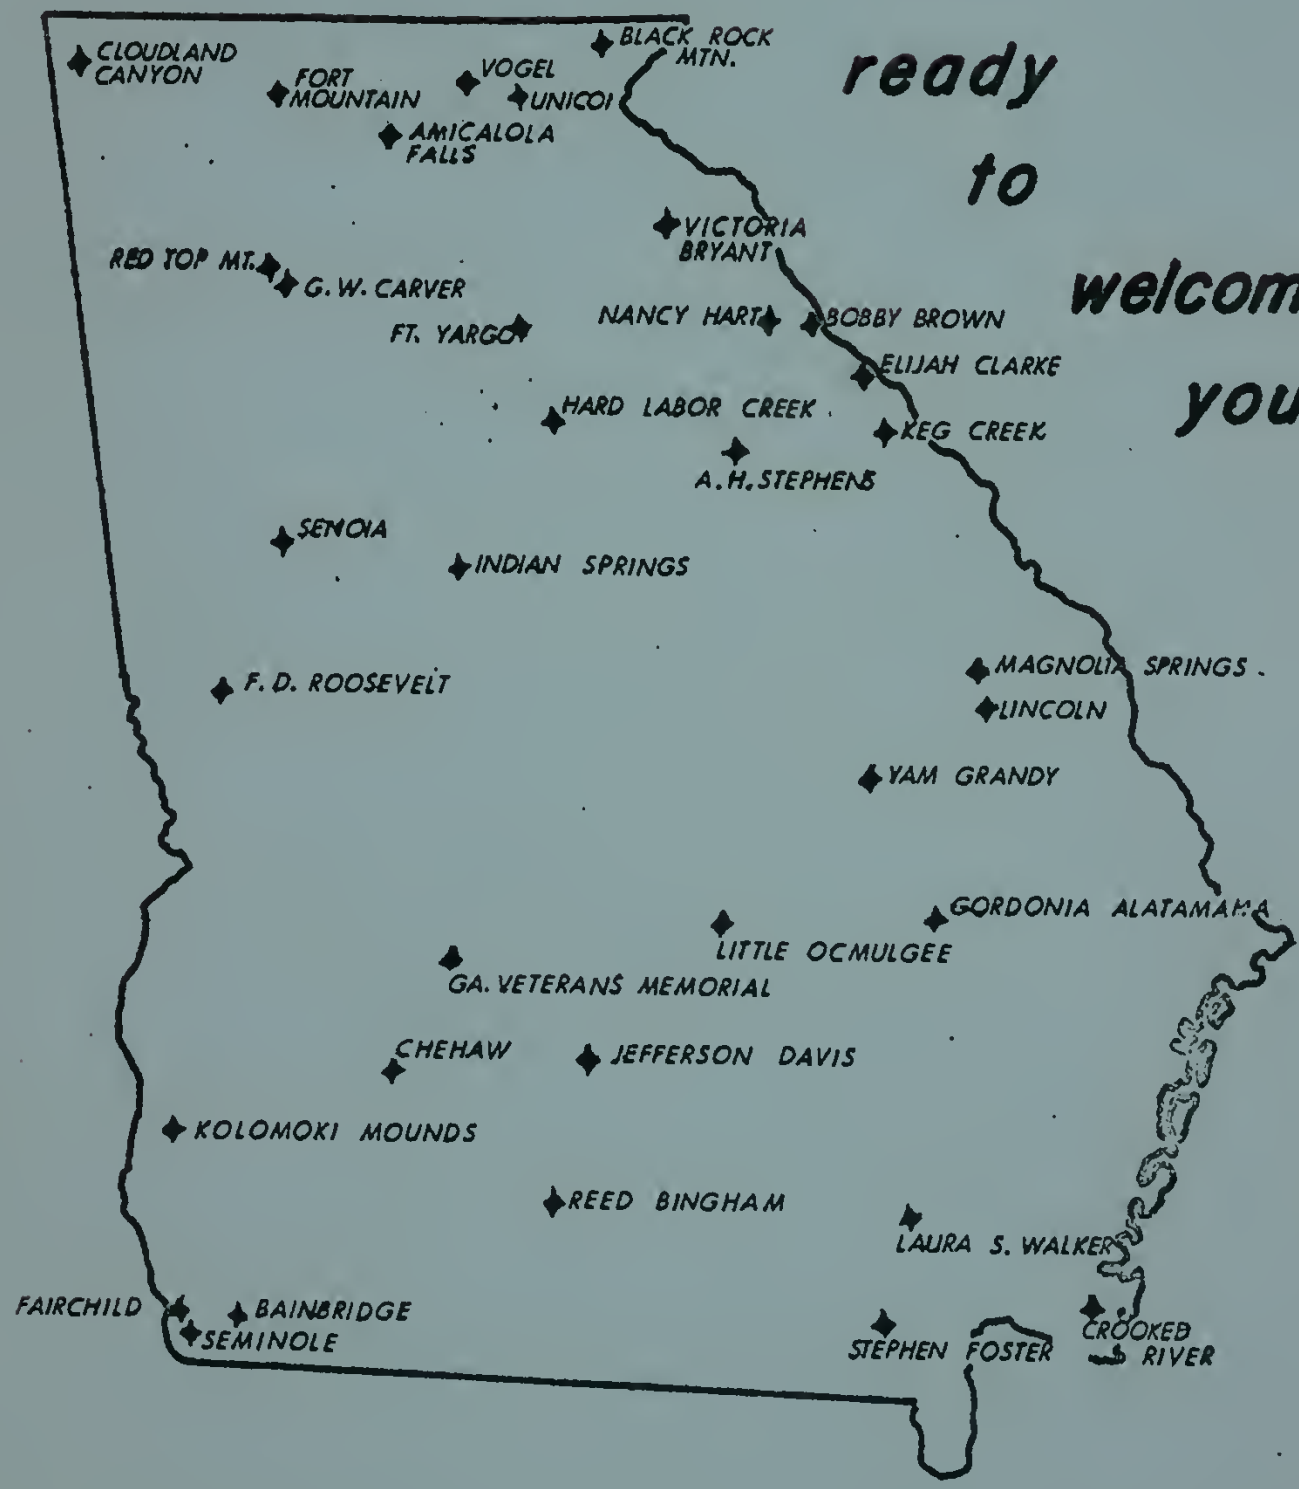 ready
to
welcom
you
BLACK ROCK
MTN.
CLOUDLAND
CANYON
FORT
MOUNTAIN
VOGEL
UNICOI
AMICALOLA
FALLS
VICTORIA
BRYANT
RED TOP MT.
G. W. CARVER
FT. YARGO
NANCY HART
BOBBY BROWN
ELIJAH CLARKE
HARD LABOR CREEK
KEG CREEK
A. H. STEPHENS
SENOIA
INDIAN SPRINGS
MAGNOLIA SPRINGS
F. D. ROOSEVELT
LINCOLN
YAM GRANDY
GORDONIA ALATAMAHA
LITTLE OCMULGEE
GA. VETERANS MEMORIAL
CHEHAW
JEFFERSON DAVIS
KOLOMOKI MOUNDS
REED BINGHAM
LAURA S. WALKER
FAIRCHILD
BAINBRIDGE
SEMINOLE
STEPHEN FOSTER
CROOKED
RIVER